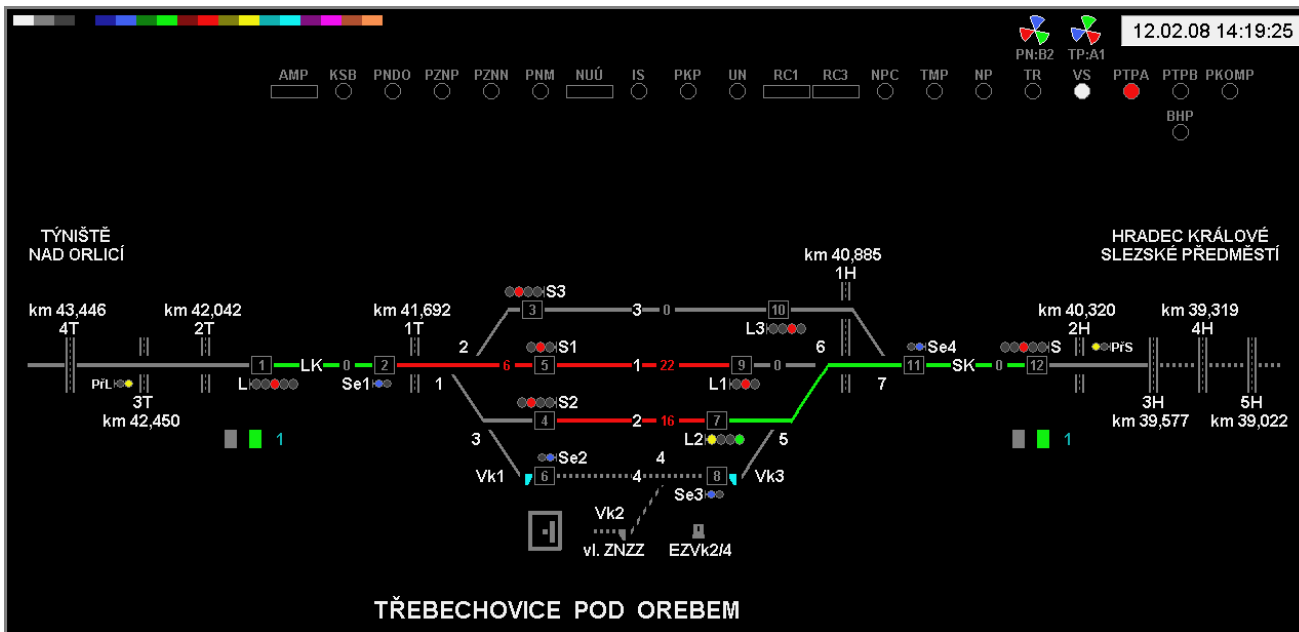 12.02.08 14:19:25
PN:B2 TP:A1
AMP KSB PNDO PZNP PZNN PNM NUÚ IS PKP UN RC1 RC3 NPC TMP NP TR VS PTPA PTPB PKOMP
BHP
TÝNIŠTĚ
NAD ORLICÍ
HRADEC KRÁLOVÉ
SLEZSKÉ PŘEDMĚSTÍ
km 40,885
1H
S3
km 43,446 km 42,042 km 41,692 3 3 0 10 km 40,320 km 39,319
4T 2T 1T 2H 4H
L3
2 S1 6 Se4 S PřS
1 LK 0 2 6 5 1 22 9 0 11 SK 0 12
PřL L Se1 1 L1 7
3T S2 3H 5H
km 42,450 4 2 16 7 km 39,577 km 39,022
1 3 L2 5 1
Se2 4
Vk1 6 4 8 Vk3
Se3
Vk2
vl. ZNZZ EZVk2/4
TŘEBECHOVICE POD OREBEM